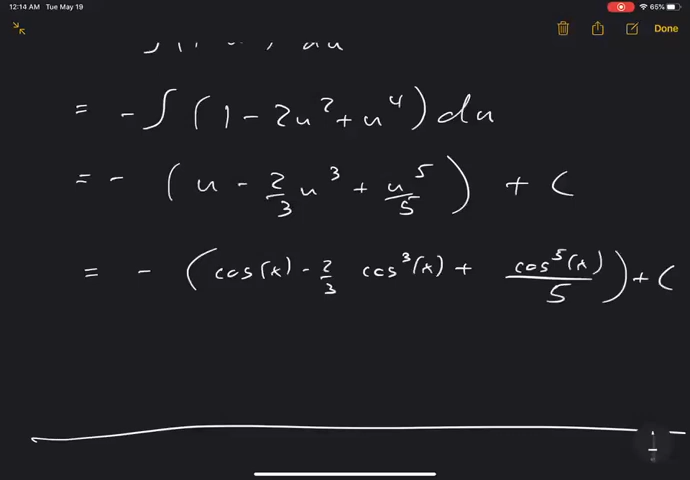 12:14 AM Tue May 19
65%
Done
= - ∫ (1 - 2u² + u⁴) du
= - (u - 2/3 u³ + u⁵/5) + C
= - (cos(x) - 2/3 cos³(x) + cos⁵(x)/5) + C